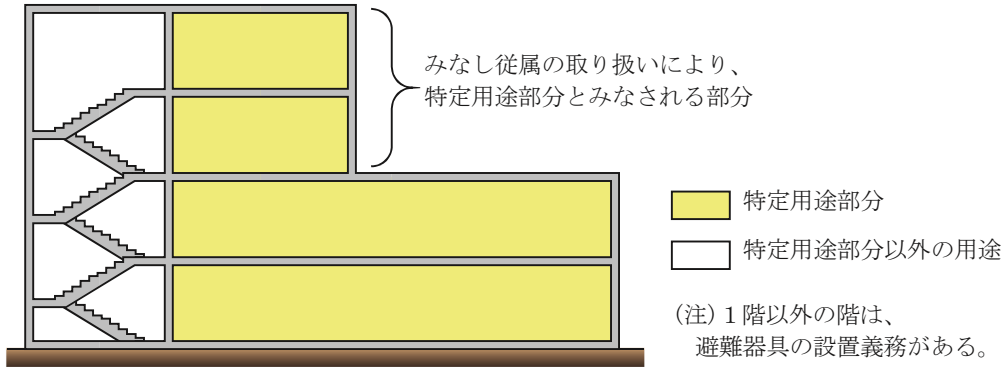 みなし従属の取り扱いにより、
特定用途部分とみなされる部分
特定用途部分
特定用途部分以外の用途
(注) 1 階以外の階は、
避難器具の設置義務がある。